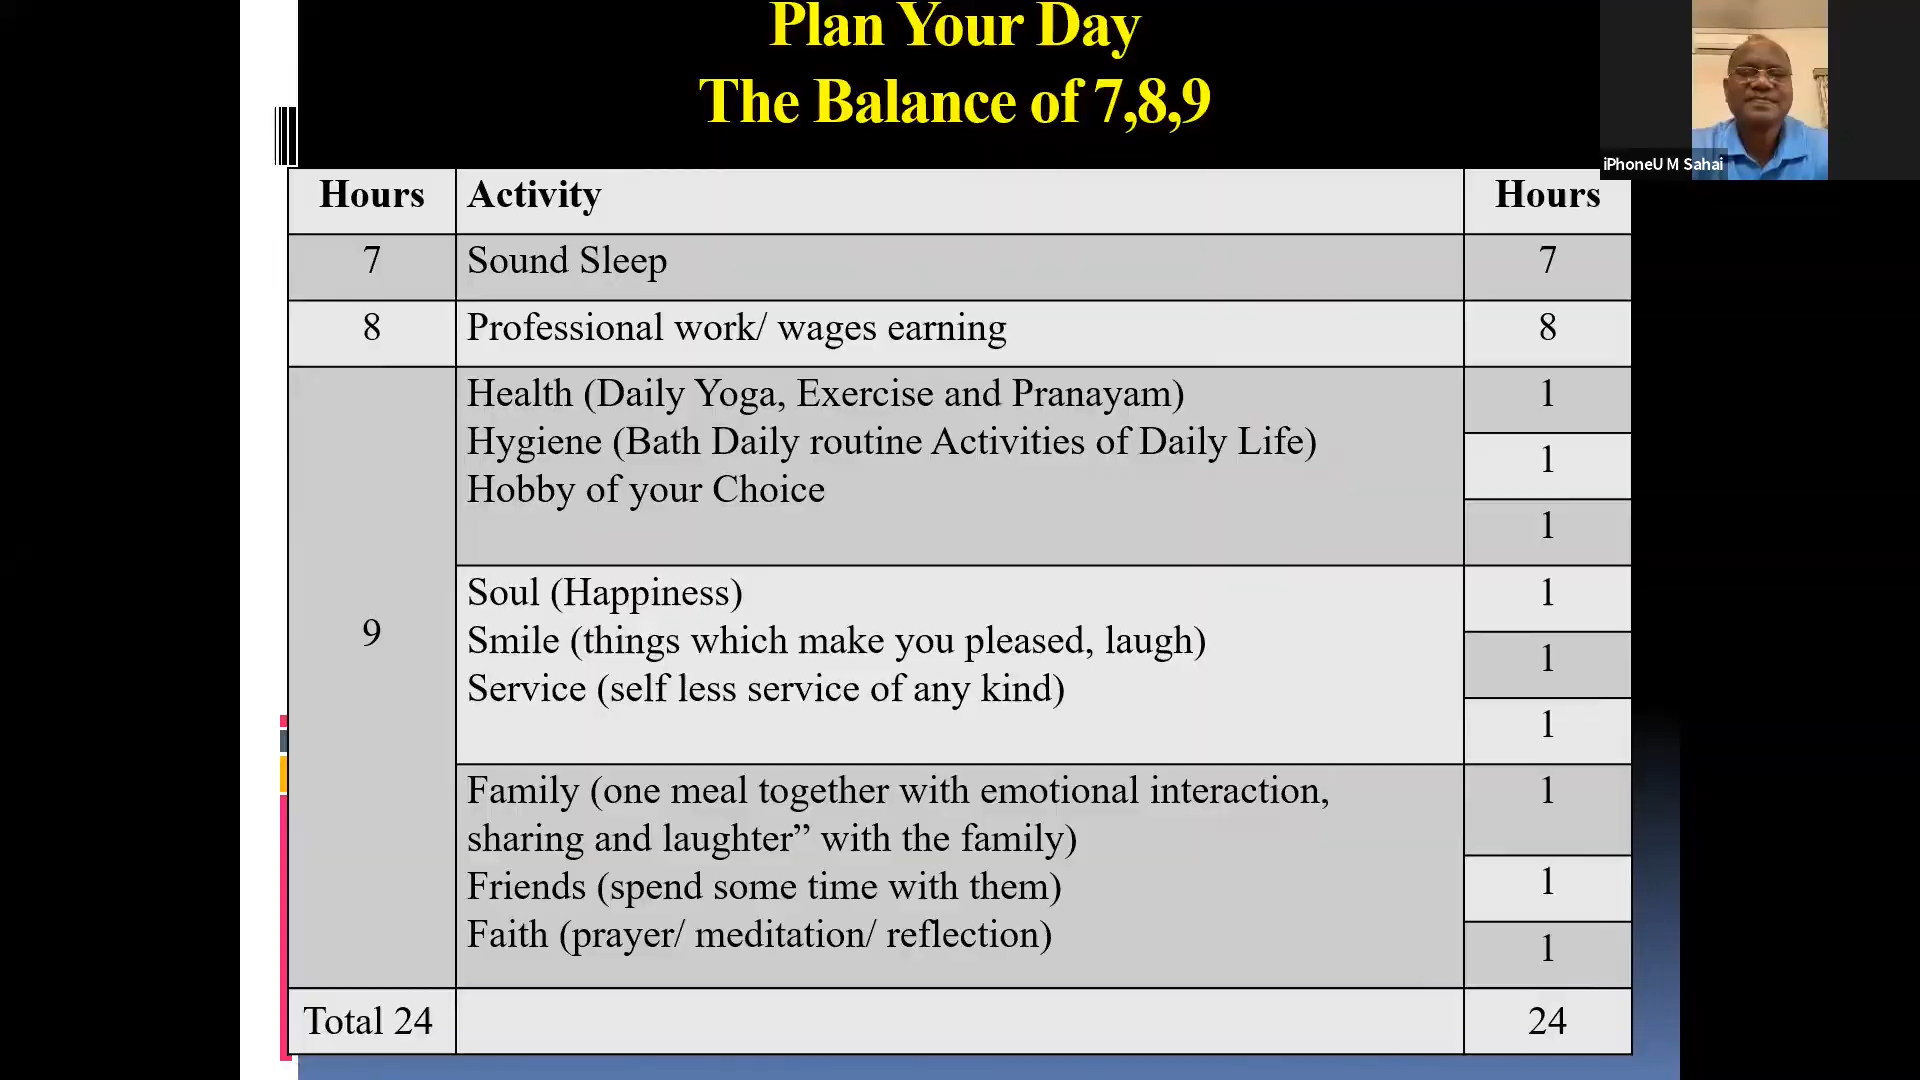 Plan Your Day
The Balance of 7,8,9
iPhoneU M Sahai
Hours Activity Hours
7 Sound Sleep 7
8 Professional work/ wages earning 8
9
Health (Daily Yoga, Exercise and Pranayam) 1
Hygiene (Bath Daily routine Activities of Daily Life) 1
Hobby of your Choice 1
Soul (Happiness) 1
Smile (things which make you pleased, laugh) 1
Service (self less service of any kind) 1
Family (one meal together with emotional interaction, 1
sharing and laughter” with the family)
Friends (spend some time with them) 1
Faith (prayer/ meditation/ reflection) 1
Total 24 24